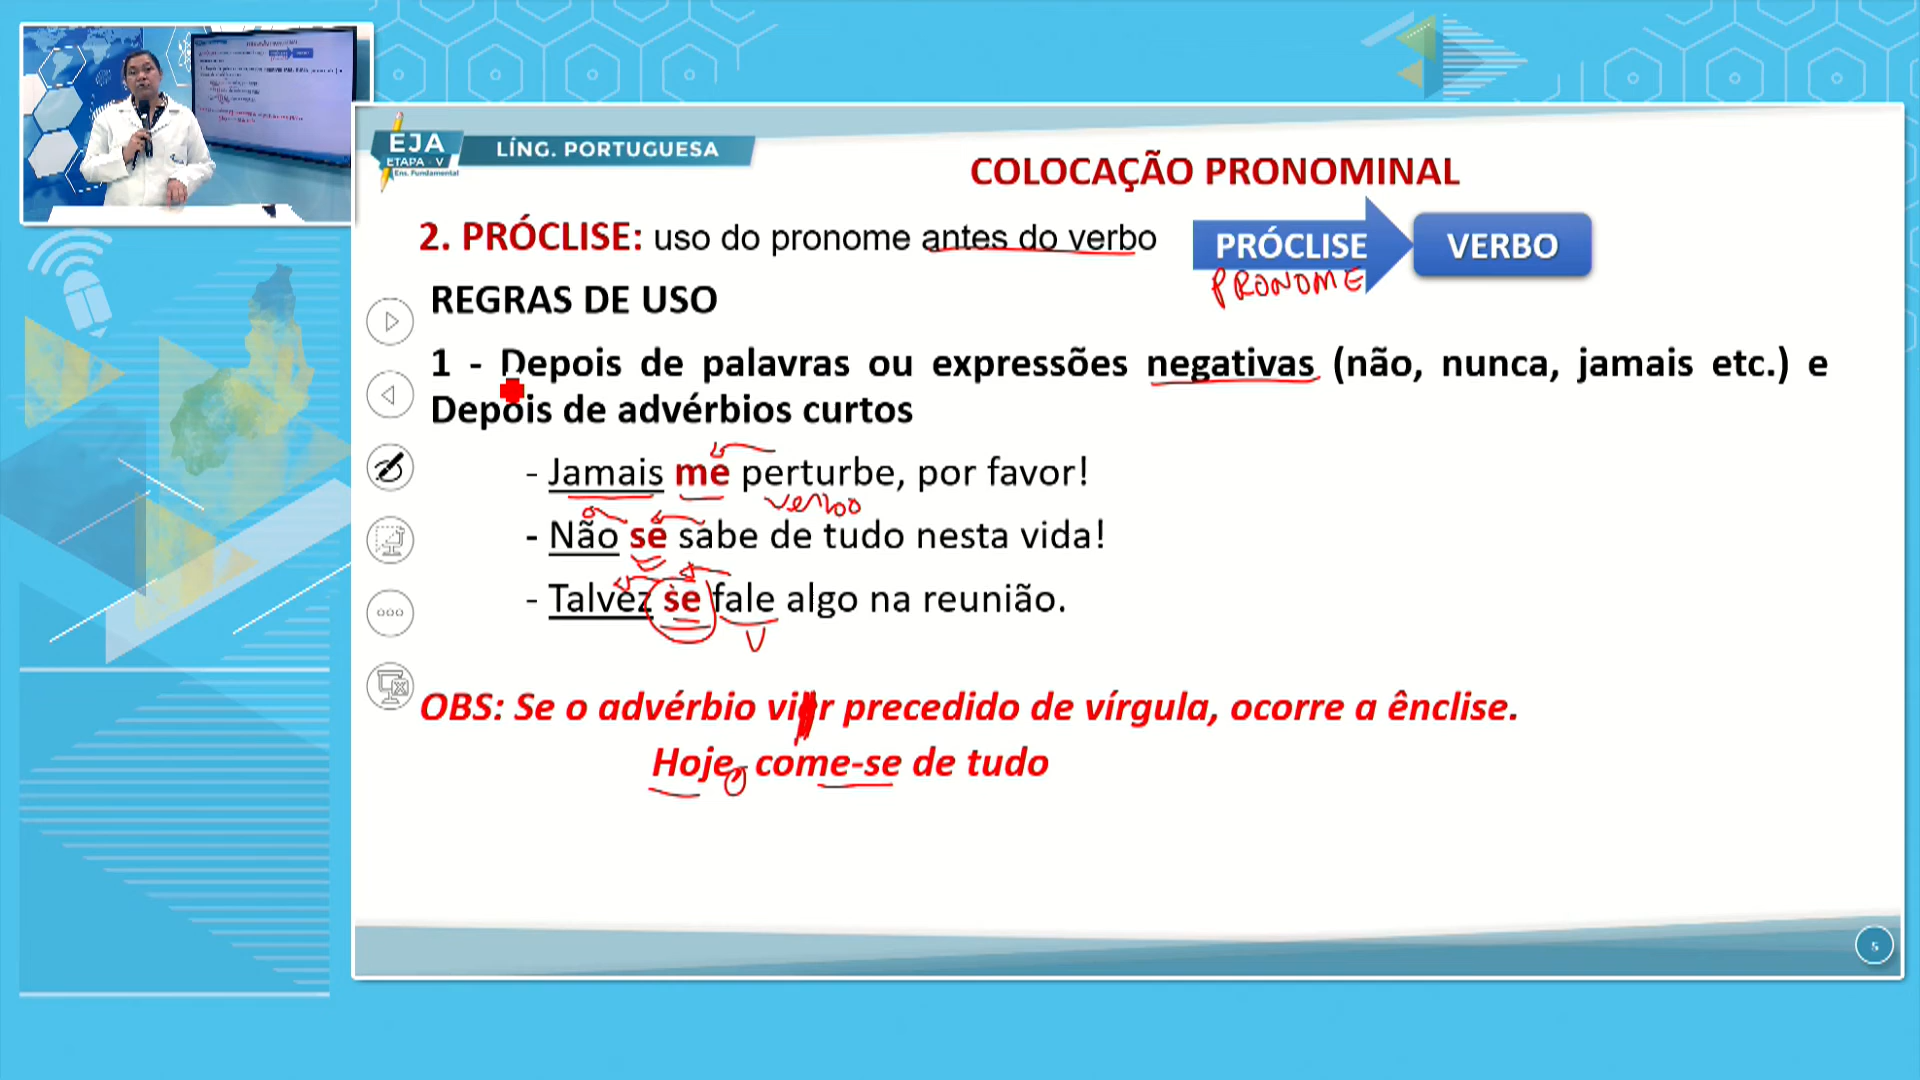 EJA
ETAPA - V
Ens. Fundamental
LÍNG. PORTUGUESA
COLOCAÇÃO PRONOMINAL
2. PRÓCLISE: uso do pronome antes do verbo
PRÓCLISE
VERBO
PRONOME
REGRAS DE USO
1 - Depois de palavras ou expressões negativas (não, nunca, jamais etc.) e
Depois de advérbios curtos
- Jamais me perturbe, por favor!
verbo
- Não se sabe de tudo nesta vida!
- Talvez se fale algo na reunião.
V
OBS: Se o advérbio vier precedido de vírgula, ocorre a ênclise.
Hoje, come-se de tudo
5